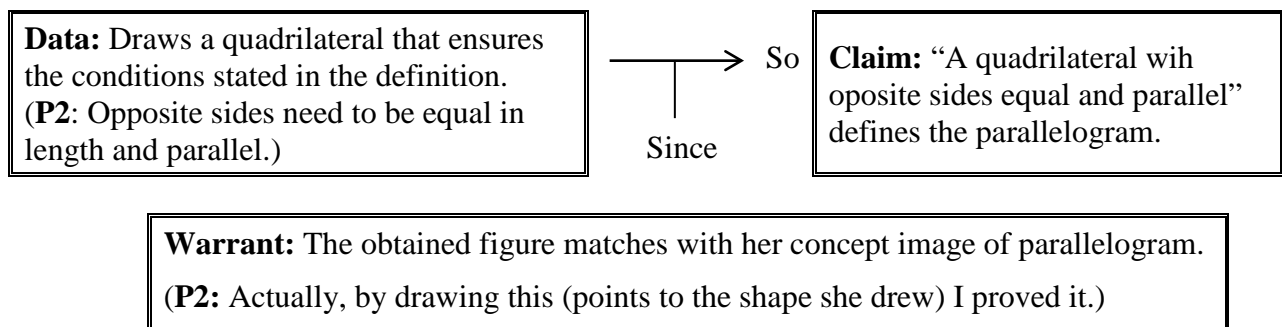 Data: Draws a quadrilateral that ensures
the conditions stated in the definition.
(P2: Opposite sides need to be equal in
length and parallel.)
So
Since
Claim: “A quadrilateral wih
oposite sides equal and parallel”
defines the parallelogram.
Warrant: The obtained figure matches with her concept image of parallelogram.
(P2: Actually, by drawing this (points to the shape she drew) I proved it.)